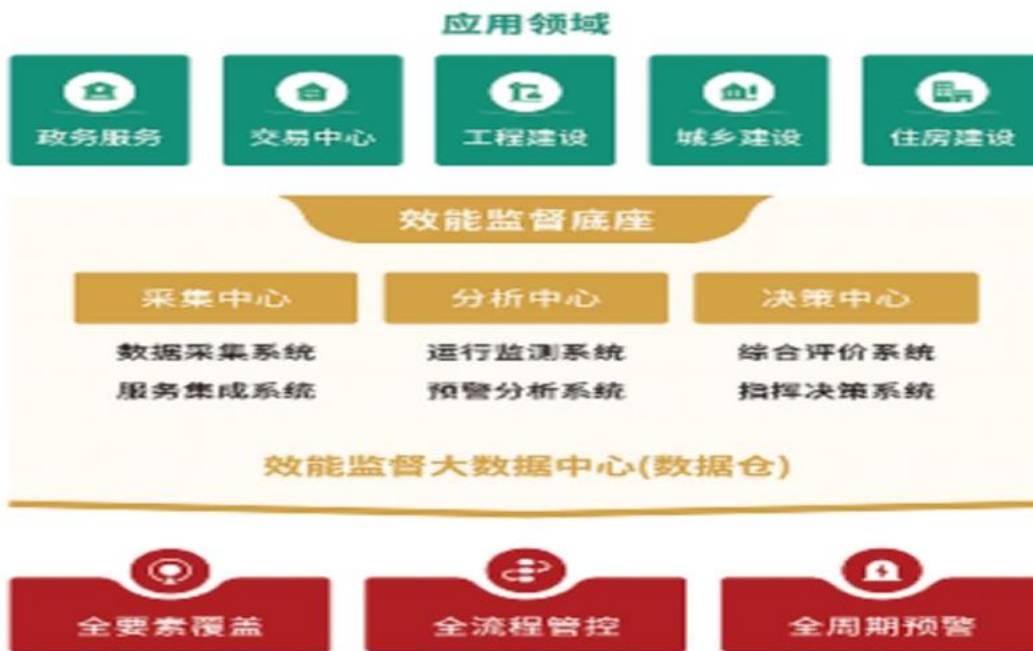 应用领域
政务服务 交易中心 工程建设 城乡建设 住房建设
效能监督底座
采集中心 分析中心 决策中心
数据采集系统 运行监测系统 综合评价系统
服务集成系统 预警分析系统 指挥决策系统
效能监督大数据中心(数据仓)
全要素覆盖 全流程管控 全周期预警